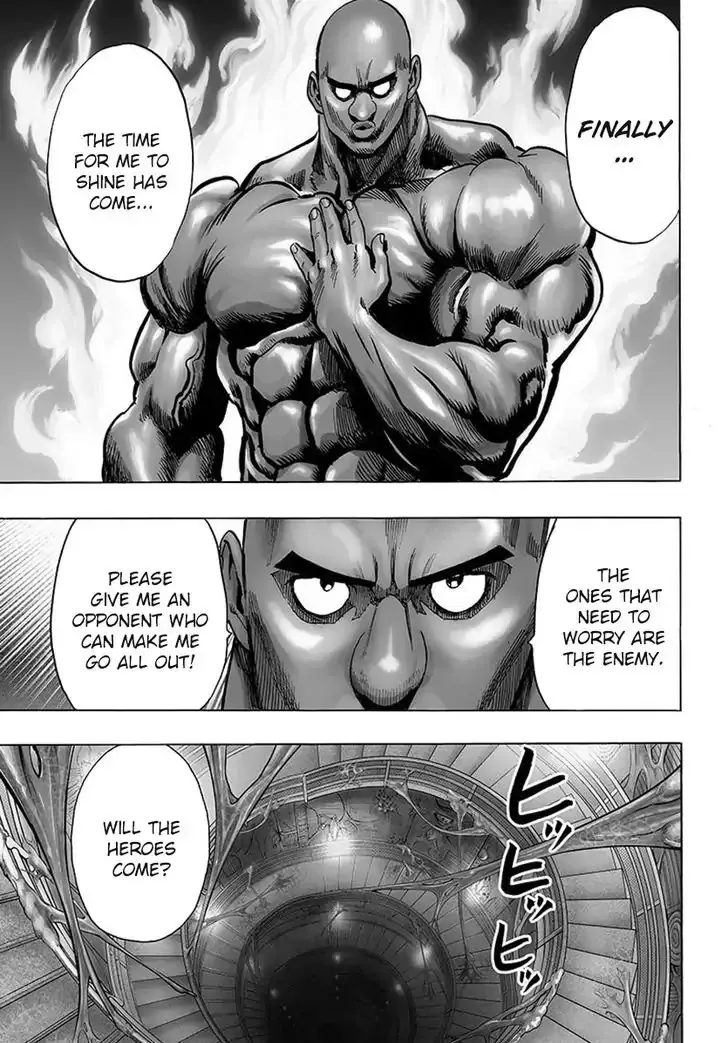 FINALLY
...
THE TIME
FOR ME TO
SHINE HAS
COME...
THE
ONES THAT
NEED TO
WORRY ARE
THE ENEMY.
PLEASE
GIVE ME AN
OPPONENT WHO
CAN MAKE ME
GO ALL OUT!
ヒッ
ヒッ
ヒッ
WILL THE
HEROES
COME?